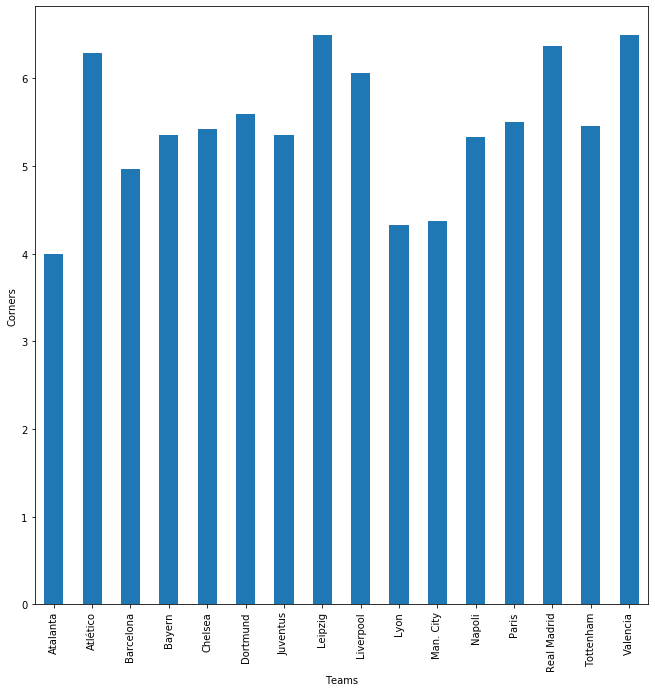 6
5
4
3
2
1
0
Corners
Atalanta
Atlético
Barcelona
Bayern
Chelsea
Dortmund
Juventus
Leipzig
Liverpool
Lyon
Man. City
Napoli
Paris
Real Madrid
Tottenham
Valencia
Teams